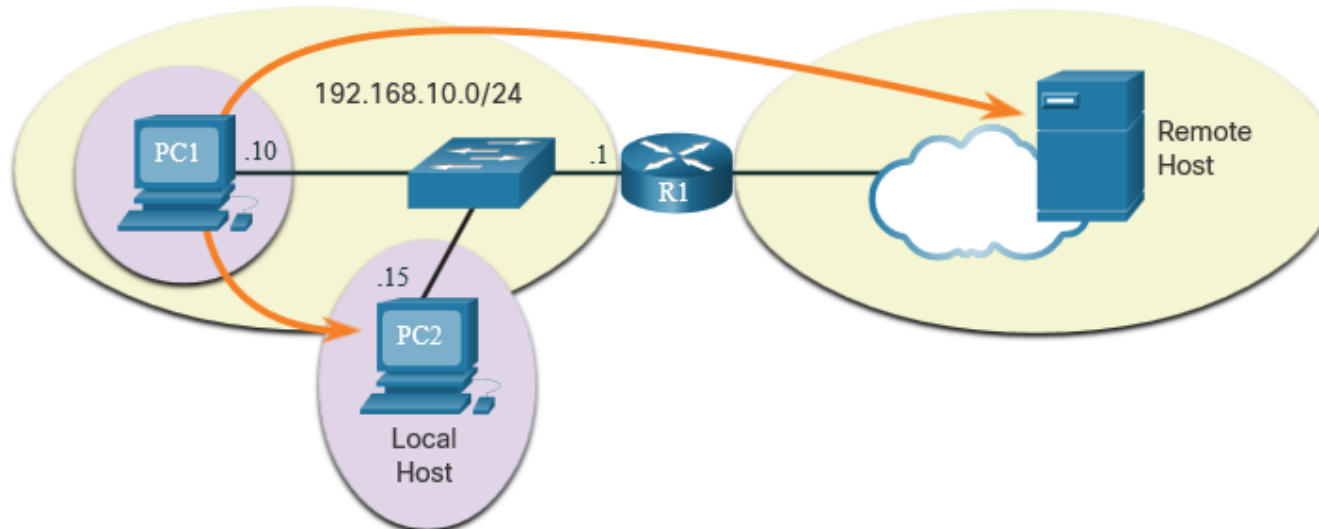 192.168.10.0/24
PC1
.10
.1
R1
Remote
Host
.15
PC2
Local
Host